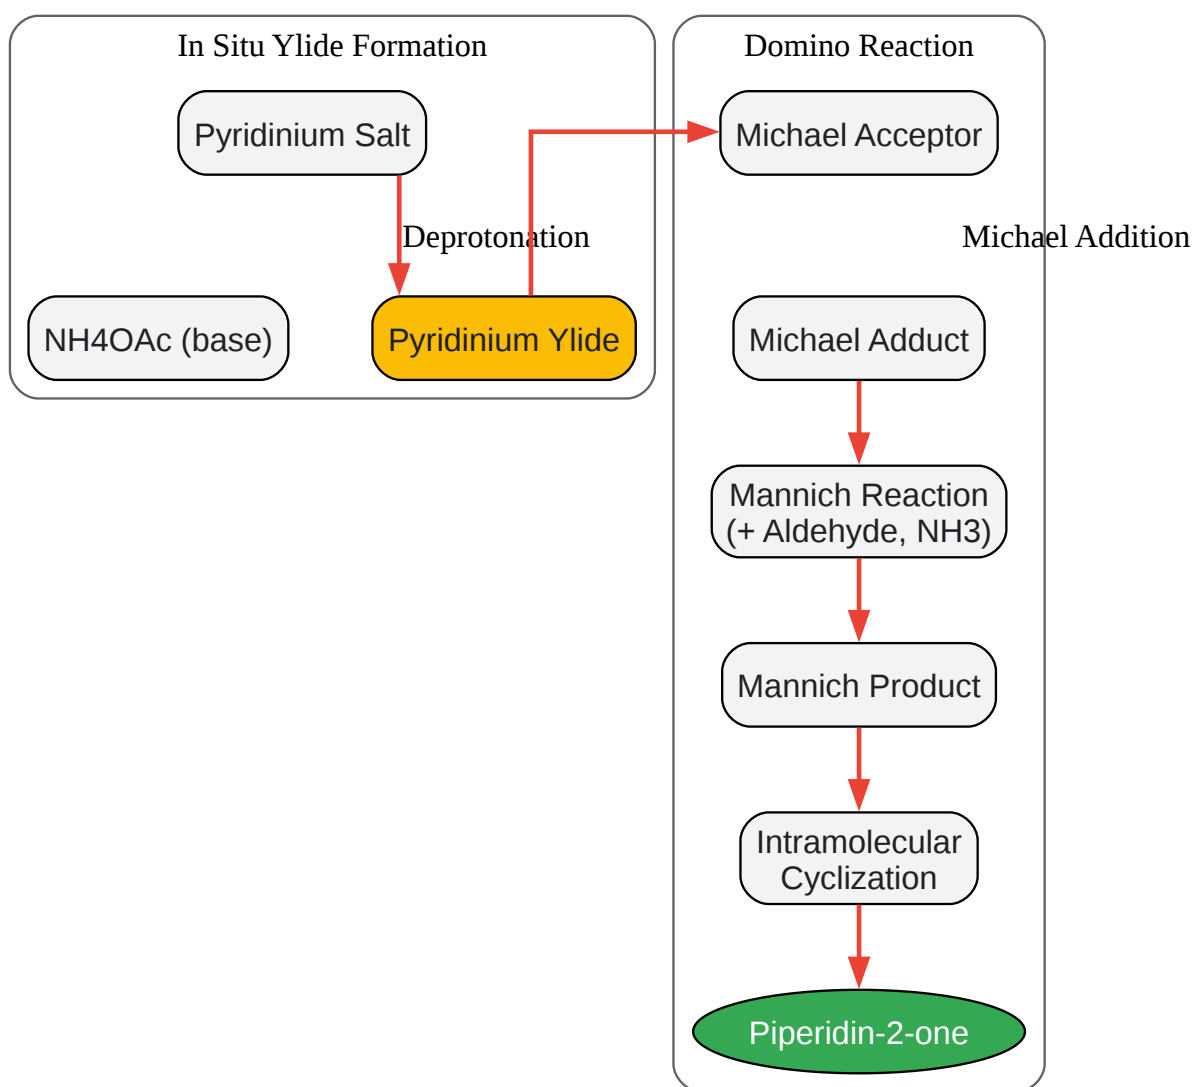 In Situ Ylide Formation
Pyridinium Salt
Deprotonation
NH4OAc (base)
Pyridinium Ylide
Domino Reaction
Michael Acceptor
Michael Addition
Michael Adduct
Mannich Reaction
(+ Aldehyde, NH3)
Mannich Product
Intramolecular
Cyclization
Piperidin-2-one